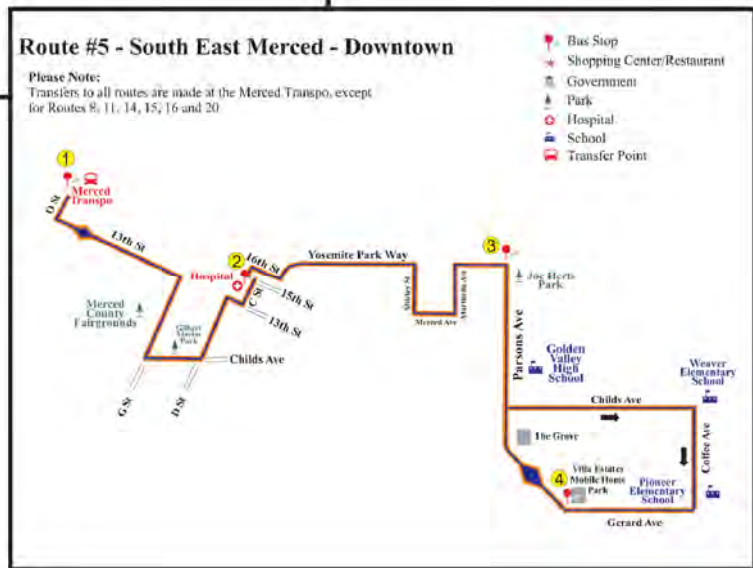 Route #5 - South East Merced - Downtown
Please Note:
Transfers to all routes are made at the Merced Transpo, except
for Routes 8, 11, 14, 15, 16 and 20
Bus Stop
Shopping Center/Restaurant
Government
Park
Hospital
School
Transfer Point
1
Merced
Transpo
O St
13th St
Hospital
2
16th St
15th St
C St
13th St
Merced
County
Fairgrounds
Park
Childs Ave
G St
D St
Yosemite Park Way
Merced Ave
3
Joe Herb
Park
Parsons Ave
Golden
Valley
High
School
Weaver
Elementary
School
Childs Ave
Coffee Ave
The Grove
4
Villa Estates
Mobile Home
Park
Pioneer
Elementary
School
Gerard Ave